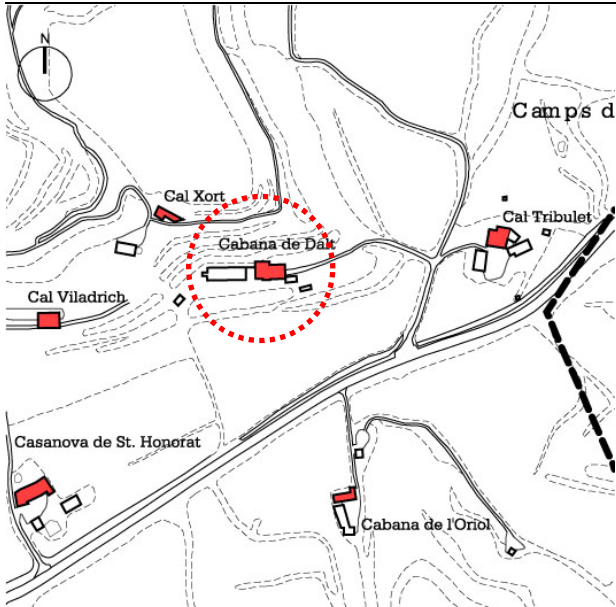 N
Camps d
Cal Xort
Cal Tribulet
Cabana de Dalt
Cal Viladrich
Casanova de St. Honorat
Cabana de l'Oriol